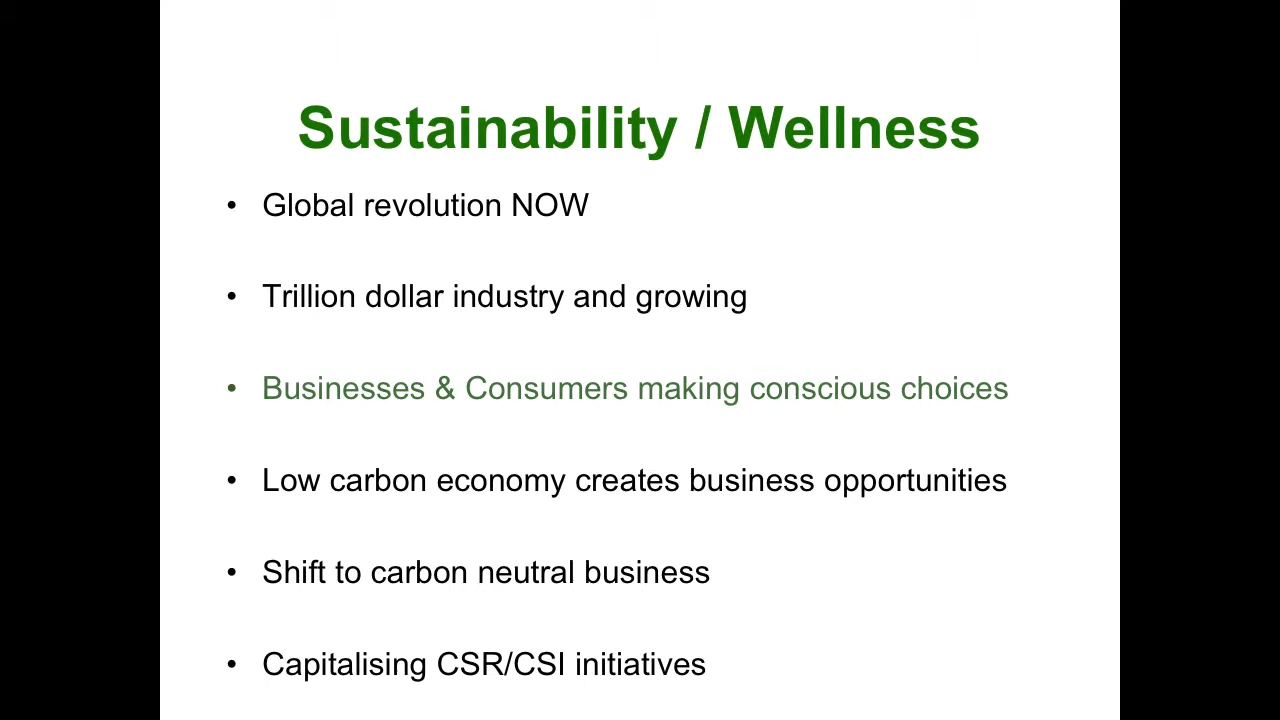 Sustainability / Wellness
• Global revolution NOW
• Trillion dollar industry and growing
• Businesses & Consumers making conscious choices
• Low carbon economy creates business opportunities
• Shift to carbon neutral business
• Capitalising CSR/CSI initiatives